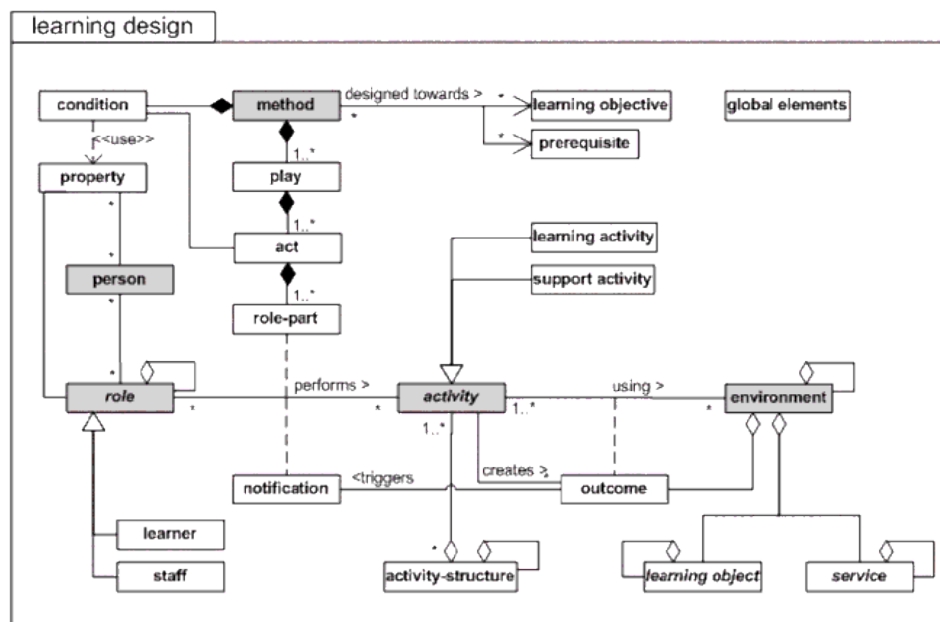 learning design
condition
method
designed towards >
*
*
*
learning objective
global elements
prerequisite
<<use>>
1..*
property
play
*
1..*
act
learning activity
*
person
support activity
*
1..*
role-part
*
performs >
using >
role
activity
environment
*
*
1..*
*
1..*
creates >
*
<triggers
notification
outcome
learner
*
staff
activity-structure
learning object
service